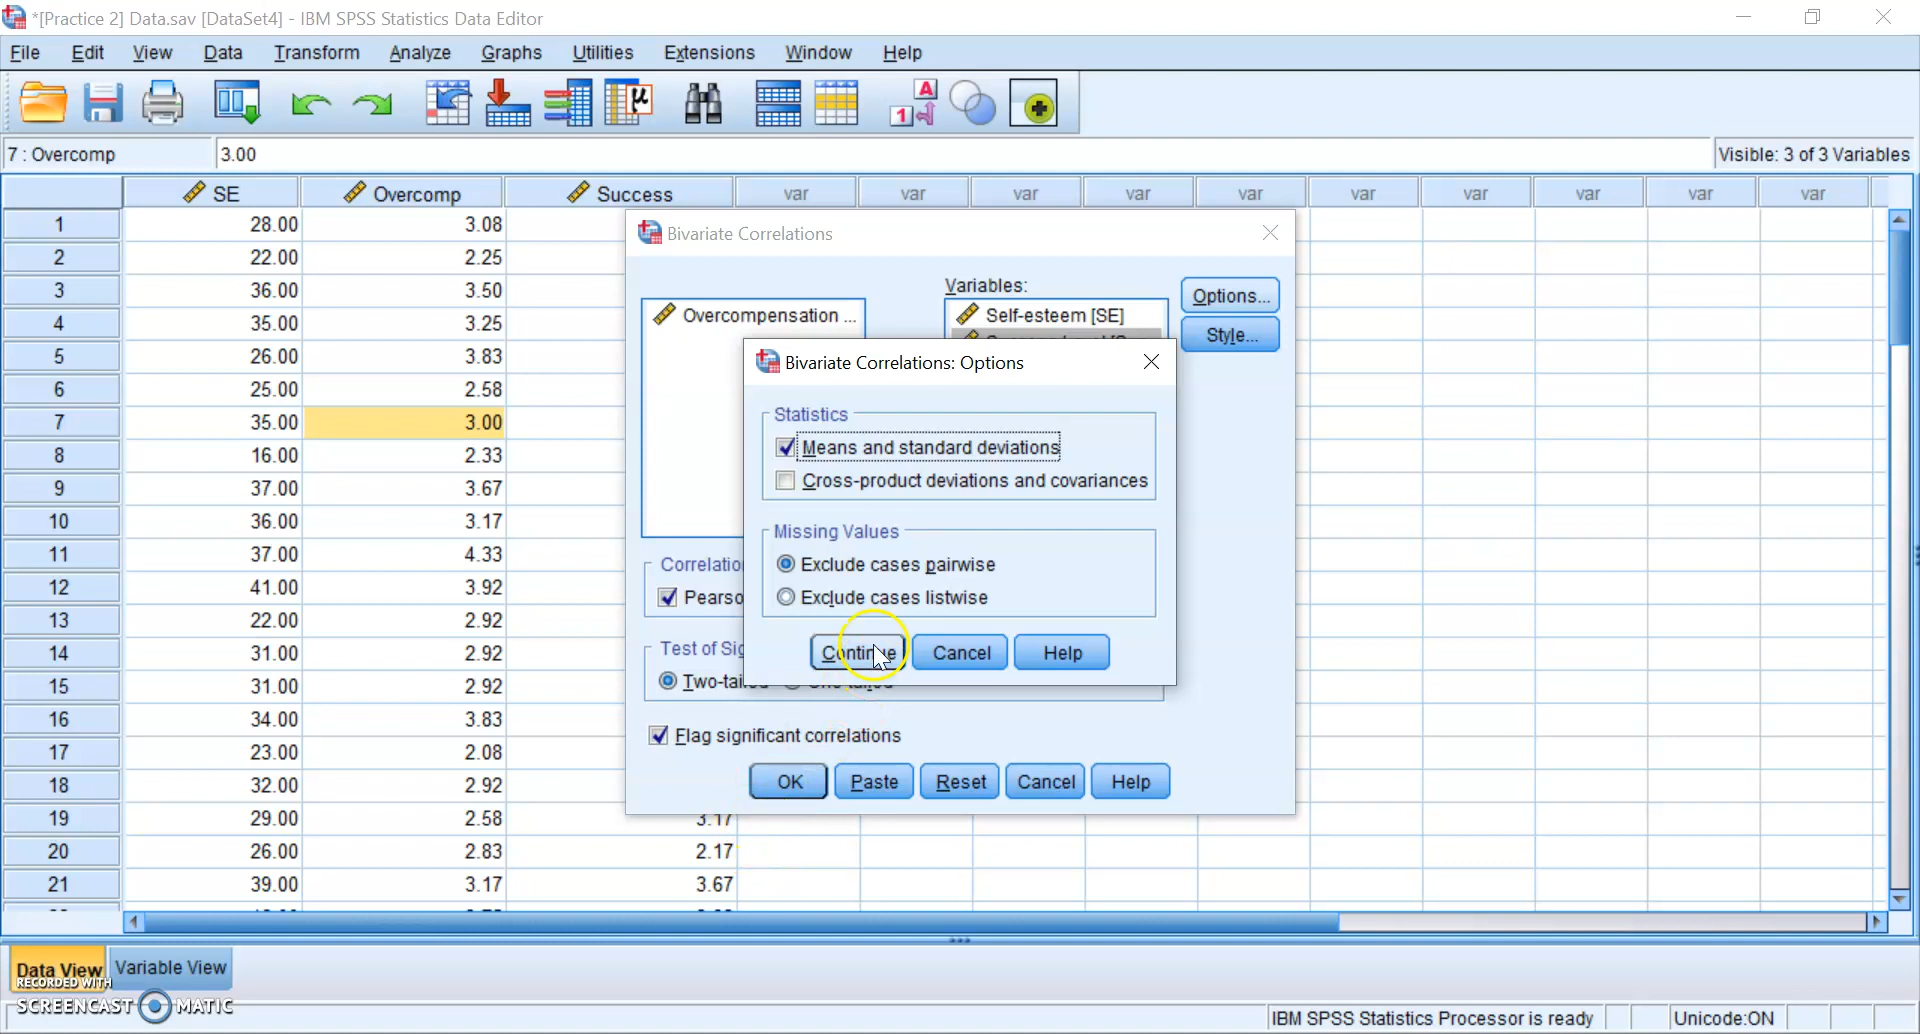 *[Practice 2] Data.sav [DataSet4] - IBM SPSS Statistics Data Editor
File Edit View Data Transform Analyze Graphs Utilities Extensions Window Help
7 : Overcomp 3.00 Visible: 3 of 3 Variables
SE Overcomp Success var var var var var var var var var var
1 28.00 3.08
2 22.00 2.25
3 36.00 3.50
4 35.00 3.25
5 26.00 3.83
6 25.00 2.58
7 35.00 3.00
8 16.00 2.33
9 37.00 3.67
10 36.00 3.17
11 37.00 4.33
12 41.00 3.92
13 22.00 2.92
14 31.00 2.92
15 31.00 2.92
16 34.00 3.83
17 23.00 2.08
18 32.00 2.92
19 29.00 2.58 3.17
20 26.00 2.83 2.17
21 39.00 3.17 3.67
Bivariate Correlations
Variables:
Overcompensation ...
Self-esteem [SE]
Options...
Style...
Correlatio
Pearso
Test of Sig
Two-tailed
Flag significant correlations
OK Paste Reset Cancel Help
Bivariate Correlations: Options
Statistics
Means and standard deviations
Cross-product deviations and covariances
Missing Values
Exclude cases pairwise
Exclude cases listwise
Continue Cancel Help
Data View Variable View
RECORDED WITH
SCREENCAST MATIC
IBM SPSS Statistics Processor is ready Unicode:ON